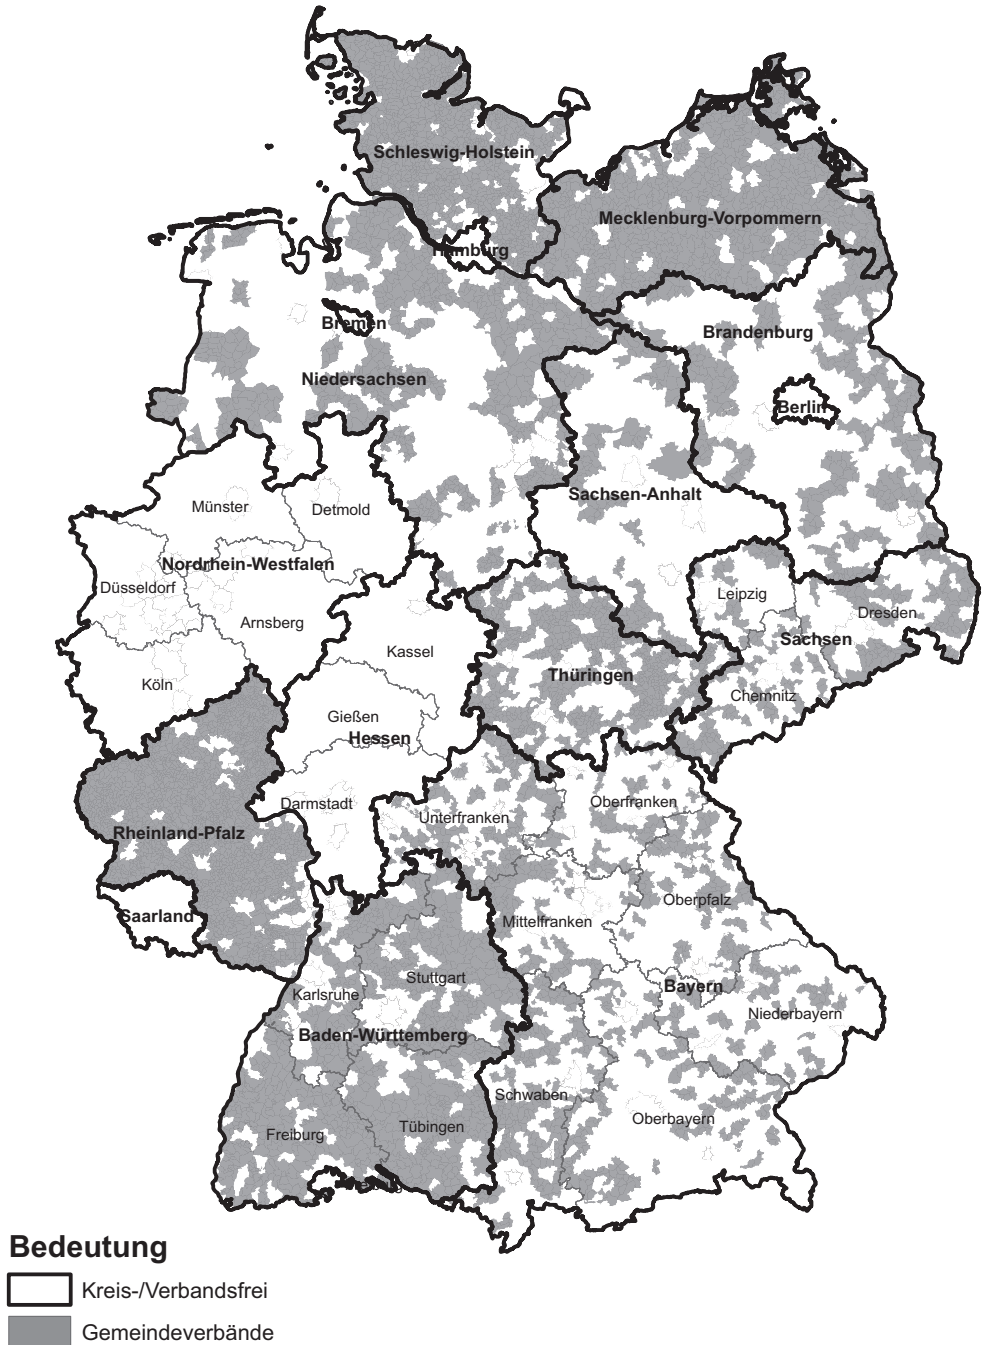 Schleswig-Holstein
Mecklenburg-Vorpommern
Hamburg
Bremen
Brandenburg
Niedersachsen
Berlin
Sachsen-Anhalt
Münster
Detmold
Nordrhein-Westfalen
Düsseldorf
Leipzig
Arnsberg
Dresden
Sachsen
Kassel
Thüringen
Köln
Chemnitz
Gießen
Hessen
Darmstadt
Oberfranken
Unterfranken
Rheinland-Pfalz
Oberpfalz
Saarland
Mittelfranken
Stuttgart
Bayern
Karlsruhe
Niederbayern
Baden-Württemberg
Schwaben
Oberbayern
Tübingen
Freiburg
Bedeutung
Kreis-/Verbandsfrei
Gemeindeverbände